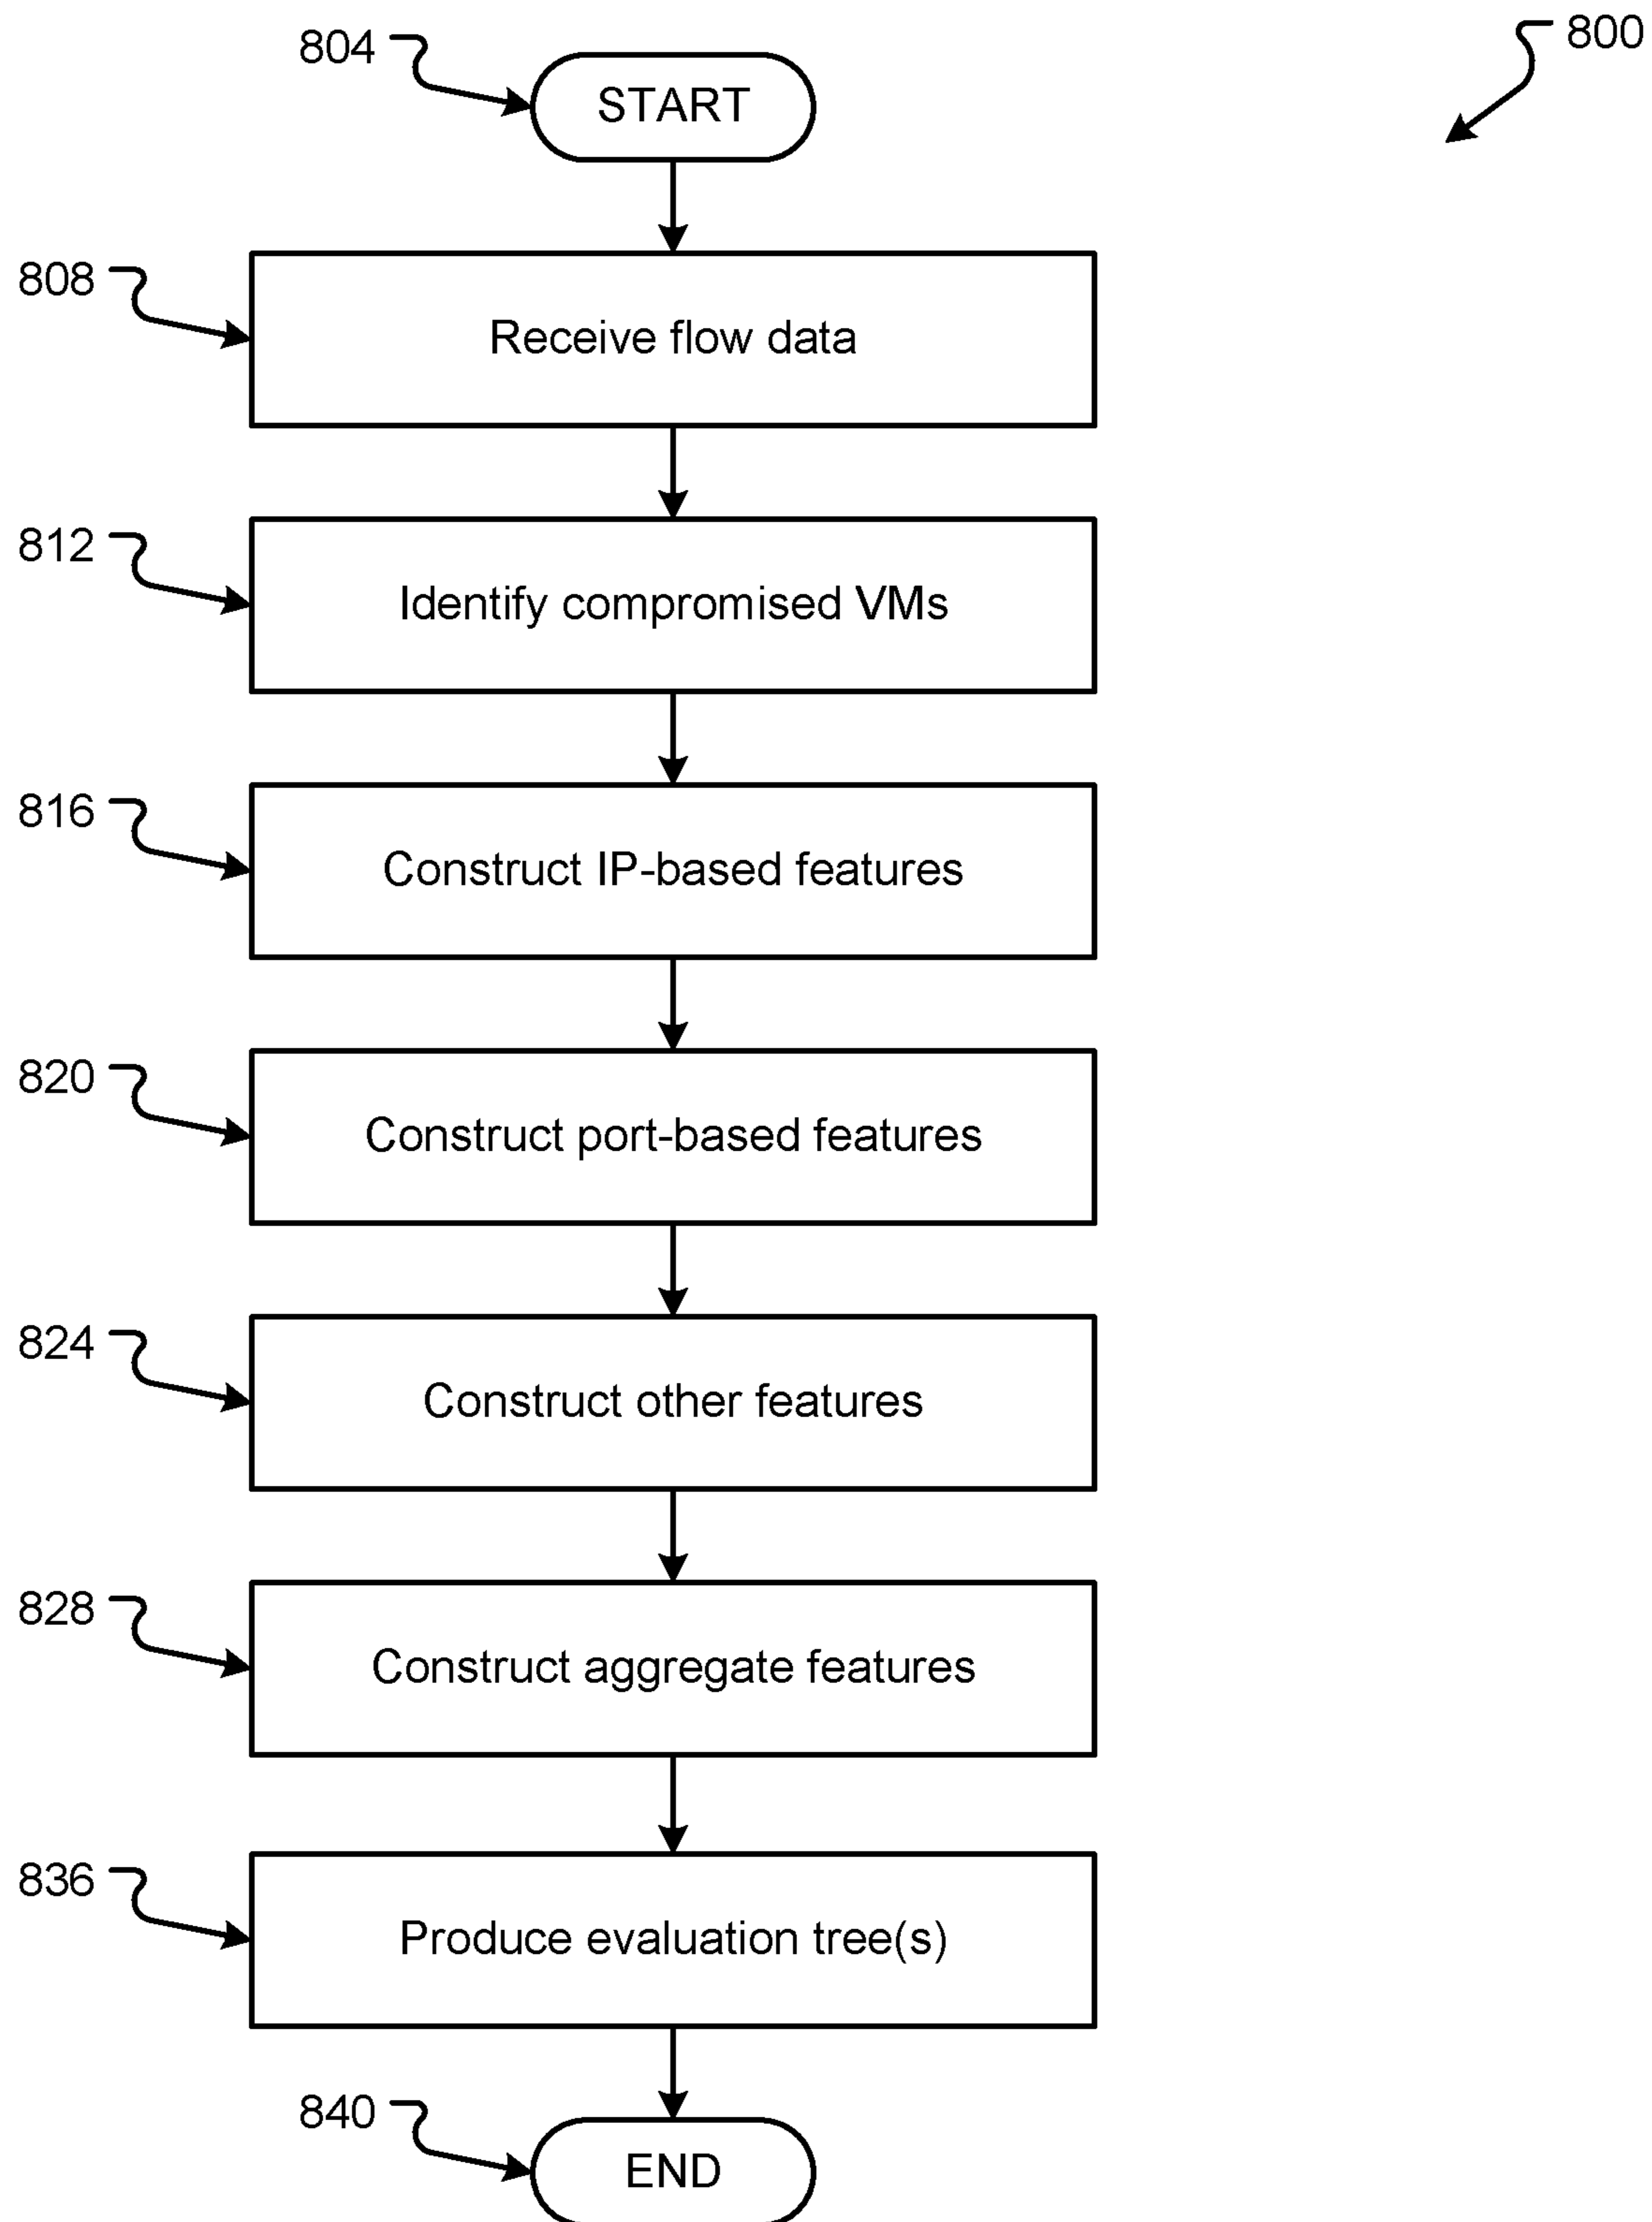 800
804
START
808
Receive flow data
812
Identify compromised VMs
816
Construct IP-based features
820
Construct port-based features
824
Construct other features
828
Construct aggregate features
836
Produce evaluation tree(s)
840
END